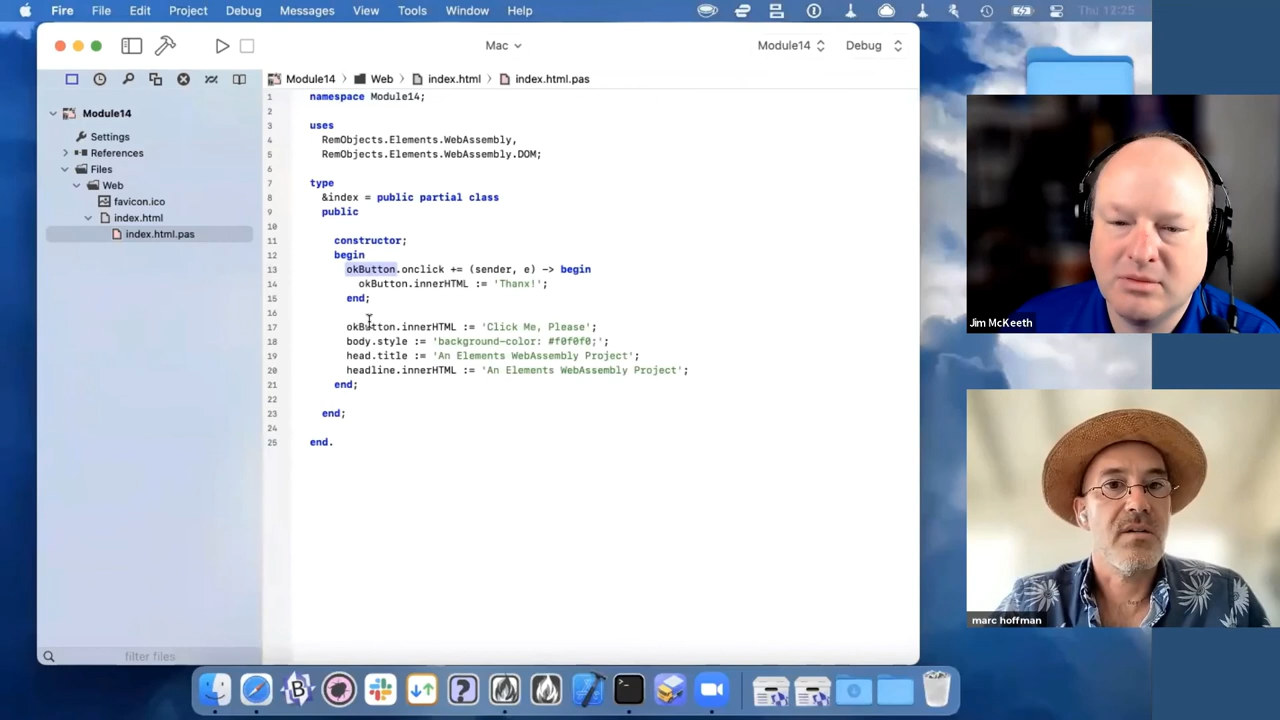 Fire File Edit Project Debug Messages View Tools Window Help Thu 12:25
Mac Module14 Debug
Module14 Web index.html index.html.pas
Module14
Settings
References
Files
Web
favicon.ico
index.html
index.html.pas
filter files
1 namespace Module14;
2
3 uses
4 RemObjects.Elements.WebAssembly,
5 RemObjects.Elements.WebAssembly.DOM;
6
7 type
8 &index = public partial class
9 public
10
11 constructor;
12 begin
13 okButton.onclick += (sender, e) -> begin
14 okButton.innerHTML := 'Thanx!';
15 end;
16
17 okButton.innerHTML := 'Click Me, Please';
18 body.style := 'background-color: #f0f0f0;';
19 head.title := 'An Elements WebAssembly Project';
20 headline.innerHTML := 'An Elements WebAssembly Project';
21 end;
22
23 end;
24
25 end.
Jim McKeeth
marc hoffman